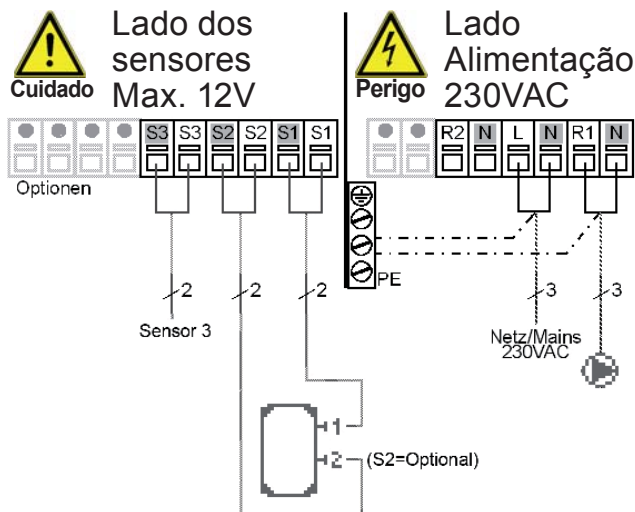 Lado dos
sensores
Max. 12V
Cuidado
Lado
Alimentação
230VAC
Perigo
S3 S3 S2 S2 S1 S1
R2 N L N R1 N
Optionen
PE
2 2 2
3 3
Sensor 3
Netz/Mains
230VAC
1
2 (S2=Optional)